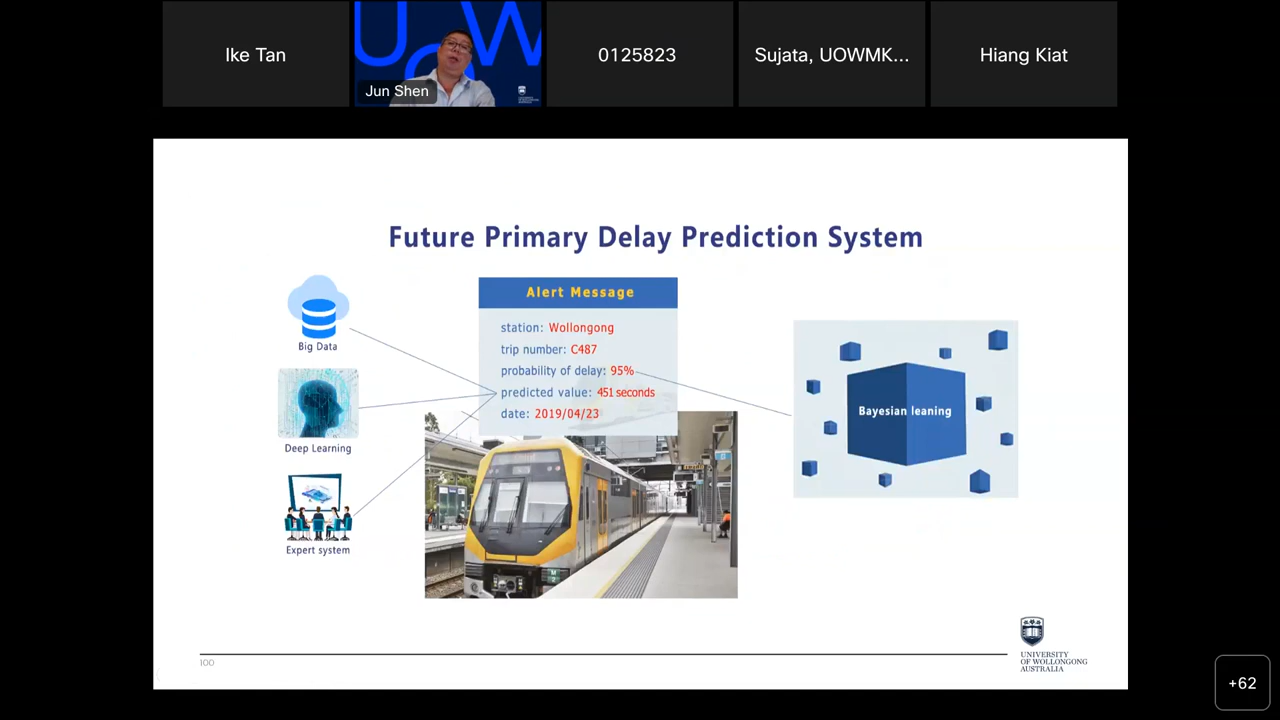 Ike Tan
UOW
Jun Shen
0125823
Sujata, UOWMK...
Hiang Kiat
Future Primary Delay Prediction System
Big Data
Deep Learning
Expert system
Alert Message
station: Wollongong
trip number: C487
probability of delay: 95%
predicted value: 451 seconds
date: 2019/04/23
Bayesian leaning
100
UNIVERSITY
OF WOLLONGONG
AUSTRALIA
+62